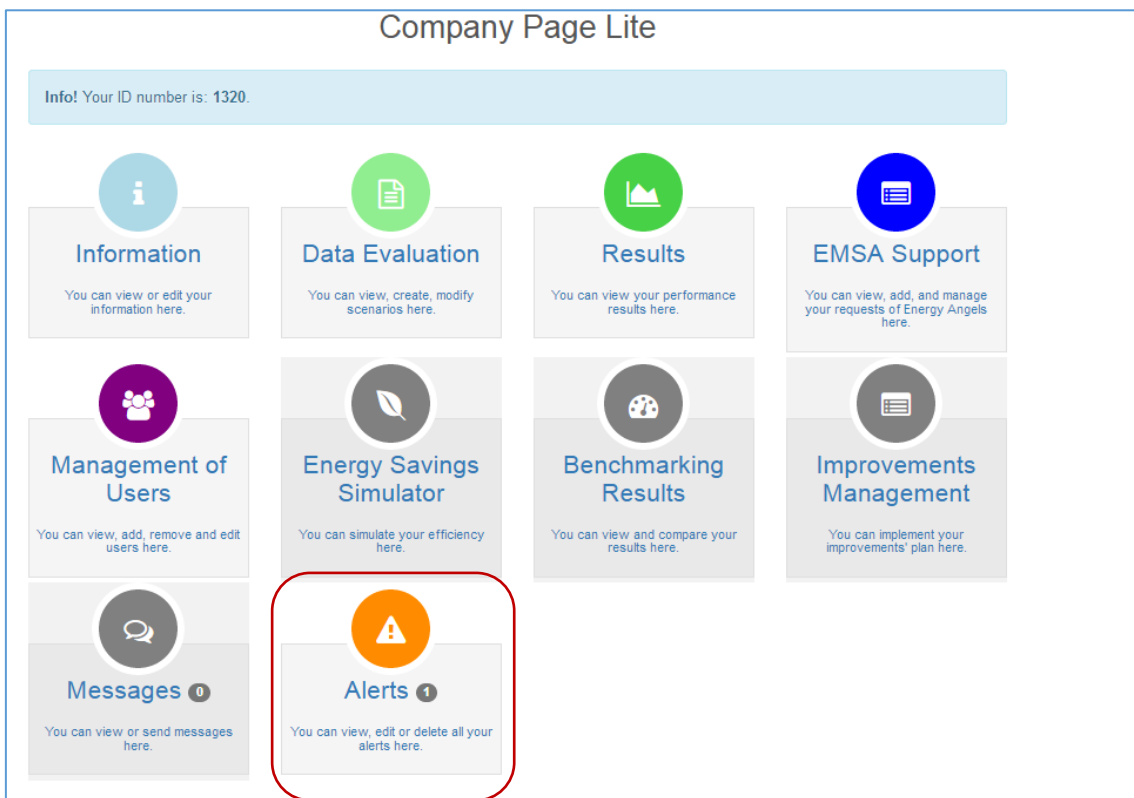 Company Page Lite
Info! Your ID number is: 1320.
Information
You can view or edit your
information here.
Data Evaluation
You can view, create, modify
scenarios here.
Results
You can view your performance
results here.
EMSA Support
You can view, add, and manage
your requests of Energy Angels
here.
Management of
Users
You can view, add, remove and edit
users here.
Energy Savings
Simulator
You can simulate your efficiency
here.
Benchmarking
Results
You can view and compare your
results here.
Improvements
Management
You can implement your
improvements' plan here.
Messages 0
You can view or send messages
here.
Alerts 1
You can view, edit or delete all your
alerts here.